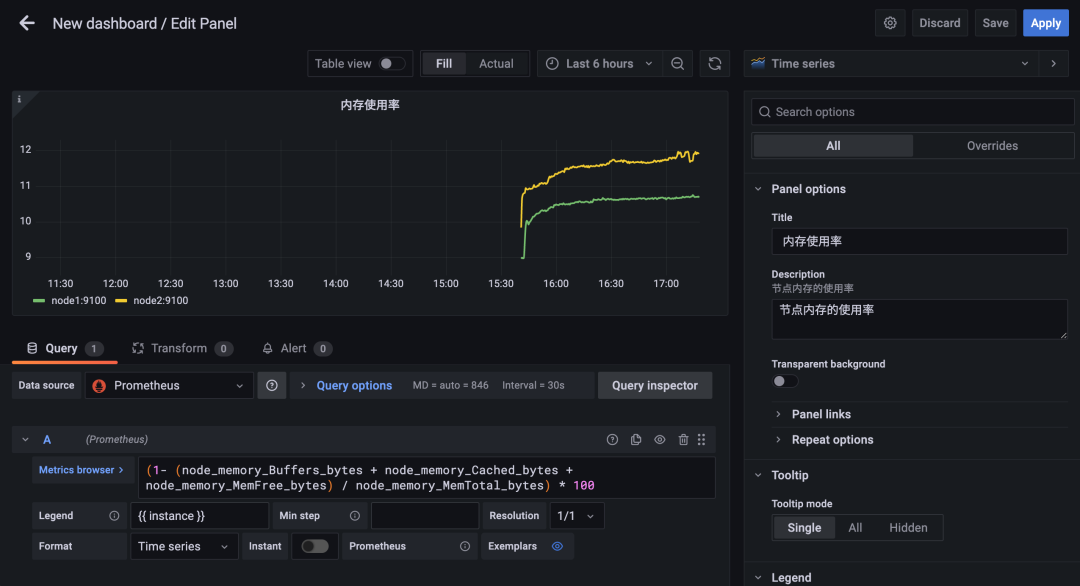 New dashboard / Edit Panel
Discard
Save
Apply
Table view
Fill
Actual
Last 6 hours
Time series
i
内存使用率
12
11
10
9
11:30 12:00 12:30 13:00 13:30 14:00 14:30 15:00 15:30 16:00 16:30 17:00
node1:9100 node2:9100
Search options
All
Overrides
Panel options
Title
内存使用率
Description
节点内存的使用率
节点内存的使用率
Transparent background
Panel links
Repeat options
Tooltip
Tooltip mode
Single All Hidden
Legend
Query 1
Transform 0
Alert 0
Data source
Prometheus
Query options
MD = auto = 846
Interval = 30s
Query inspector
A
(Prometheus)
Metrics browser >
(1- (node_memory_Buffers_bytes + node_memory_Cached_bytes +
node_memory_MemFree_bytes) / node_memory_MemTotal_bytes) * 100
Legend
{{ instance }}
Min step
Resolution
1/1
Format
Time series
Instant
Prometheus
Exemplars